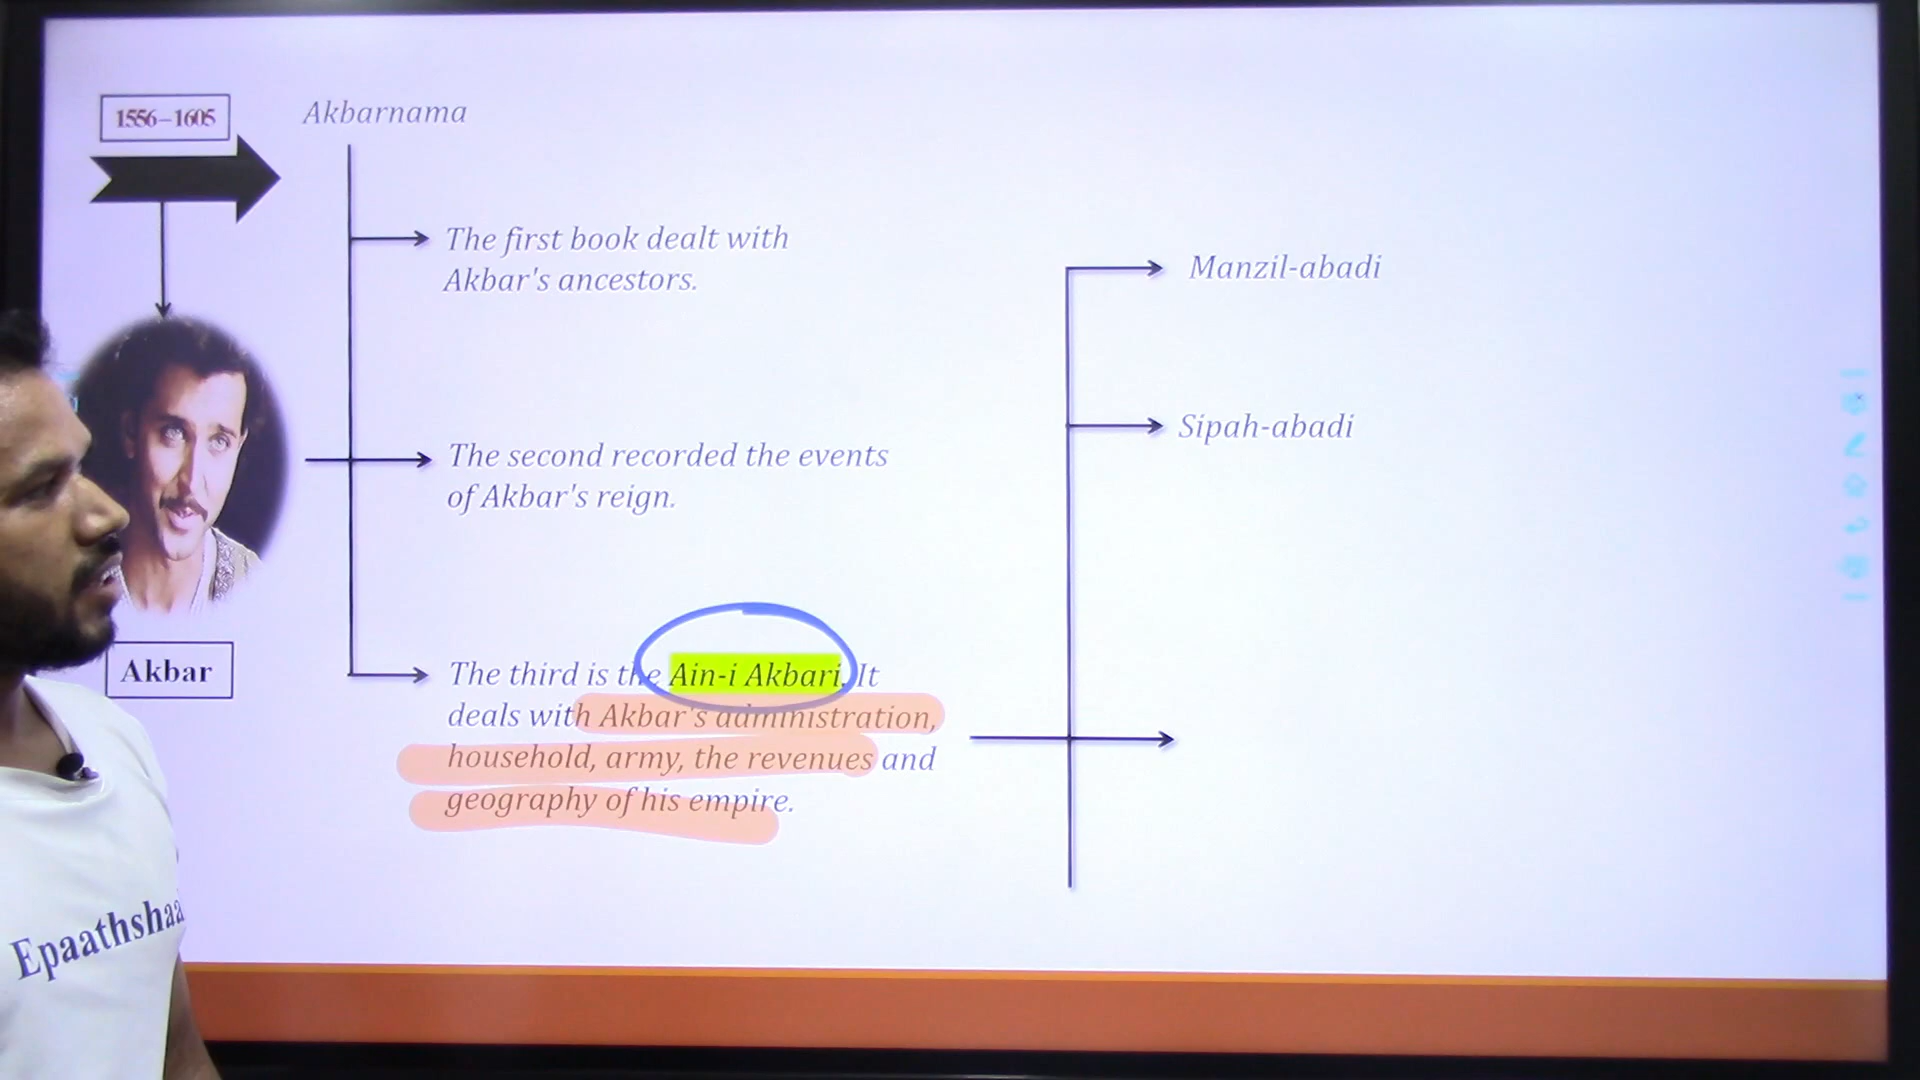 1556–1605
Akbarnama
The first book dealt with
Akbar's ancestors.
The second recorded the events
of Akbar's reign.
The third is the Ain-i Akbari. It
deals with Akbar's administration,
household, army, the revenues and
geography of his empire.
Akbar
Manzil-abadi
Sipah-abadi
Epaathshaa